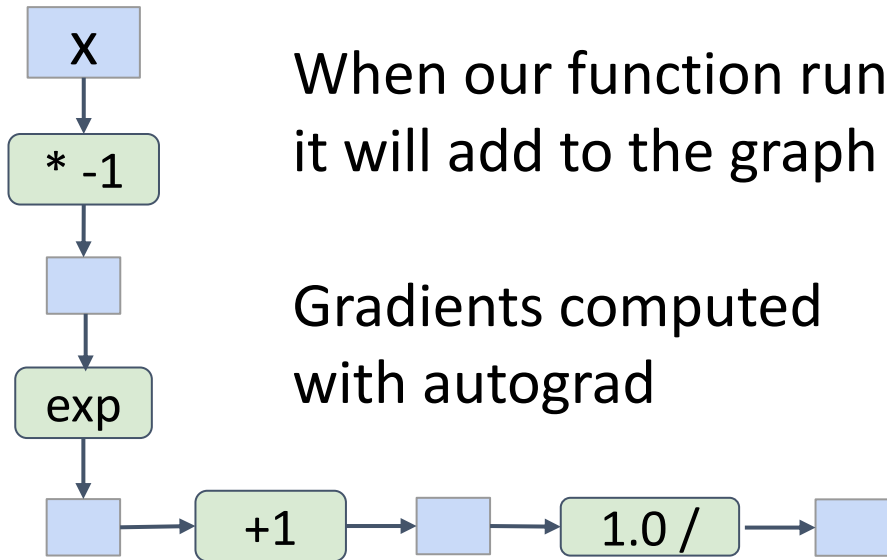 x
When our function run
it will add to the graph
* -1
Gradients computed
with autograd
exp
+1
1.0 /